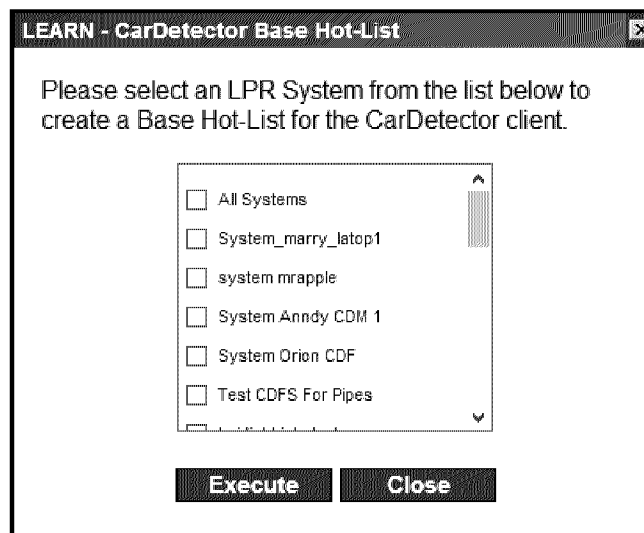 LEARN - CarDetector Base Hot-List
Please select an LPR System from the list below to
create a Base Hot-List for the CarDetector client.
All Systems
System_marry_latop1
system mrapple
System Anndy CDM 1
System Orion CDF
Test CDFS For Pipes
Execute
Close